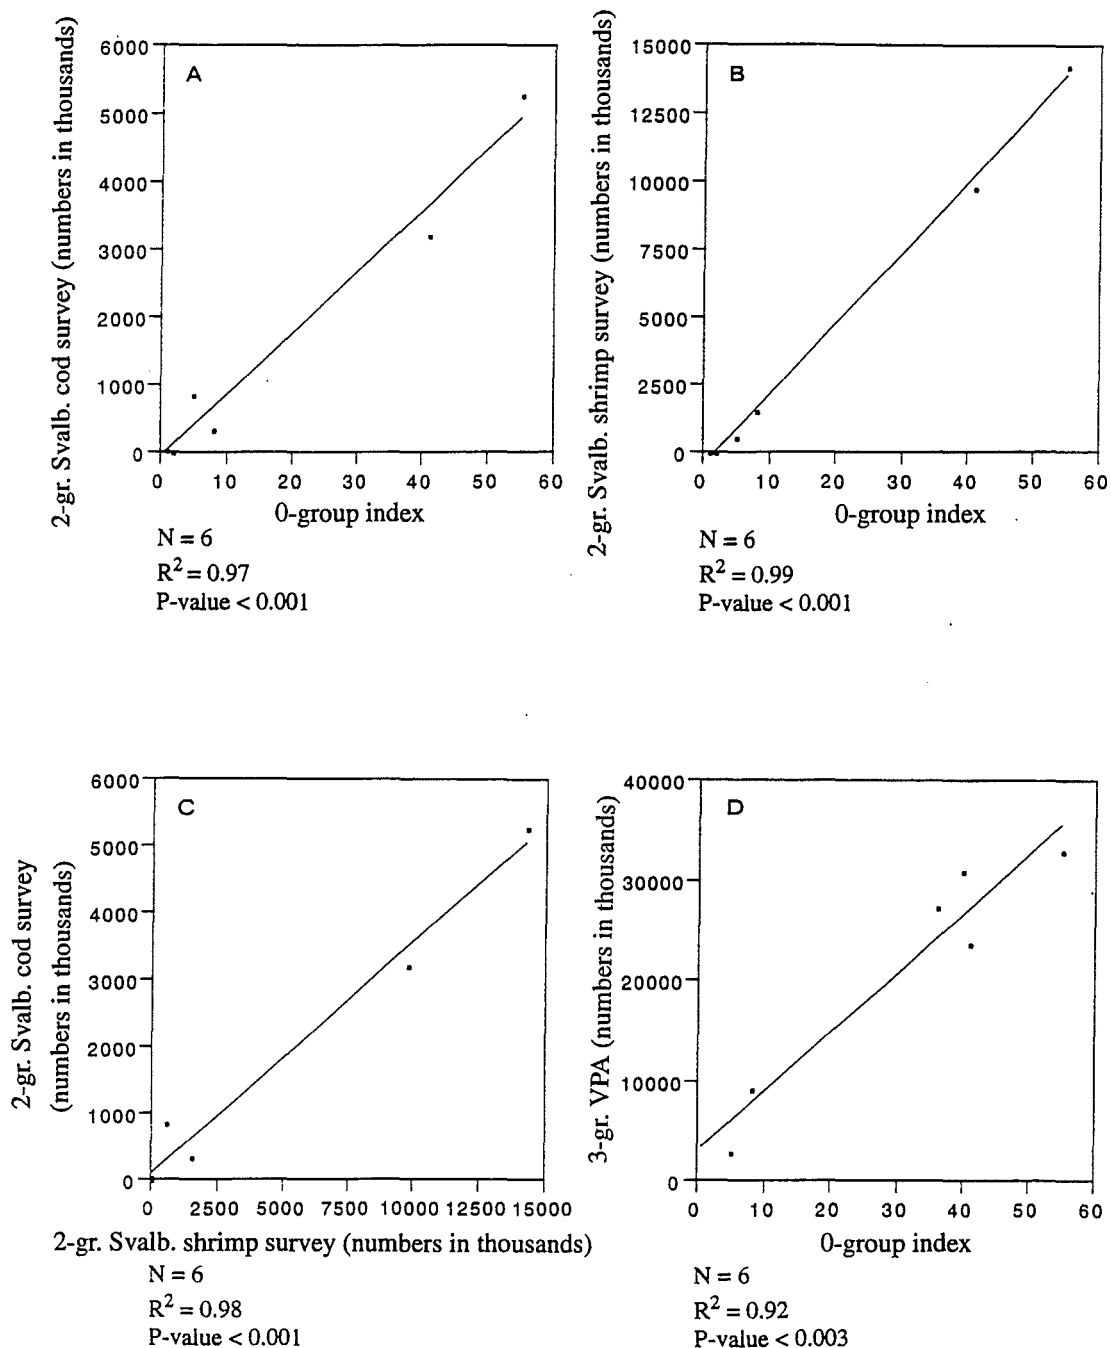 2-gr. Svalb. cod survey (numbers in thousands)
A
6000
5000
4000
3000
2000
1000
0
0 10 20 30 40 50 60
0-group index
N = 6
R² = 0.97
P-value < 0.001
2-gr. Svalb. shrimp survey (numbers in thousands)
B
15000
12500
10000
7500
5000
2500
0
0 10 20 30 40 50 60
0-group index
N = 6
R² = 0.99
P-value < 0.001
2-gr. Svalb. cod survey
(numbers in thousands)
C
6000
5000
4000
3000
2000
1000
0
0 2500 5000 7500 10000 12500 15000
2-gr. Svalb. shrimp survey (numbers in thousands)
N = 6
R² = 0.98
P-value < 0.001
3-gr. VPA (numbers in thousands)
D
40000
30000
20000
10000
0
0 10 20 30 40 50 60
0-group index
N = 6
R² = 0.92
P-value < 0.003